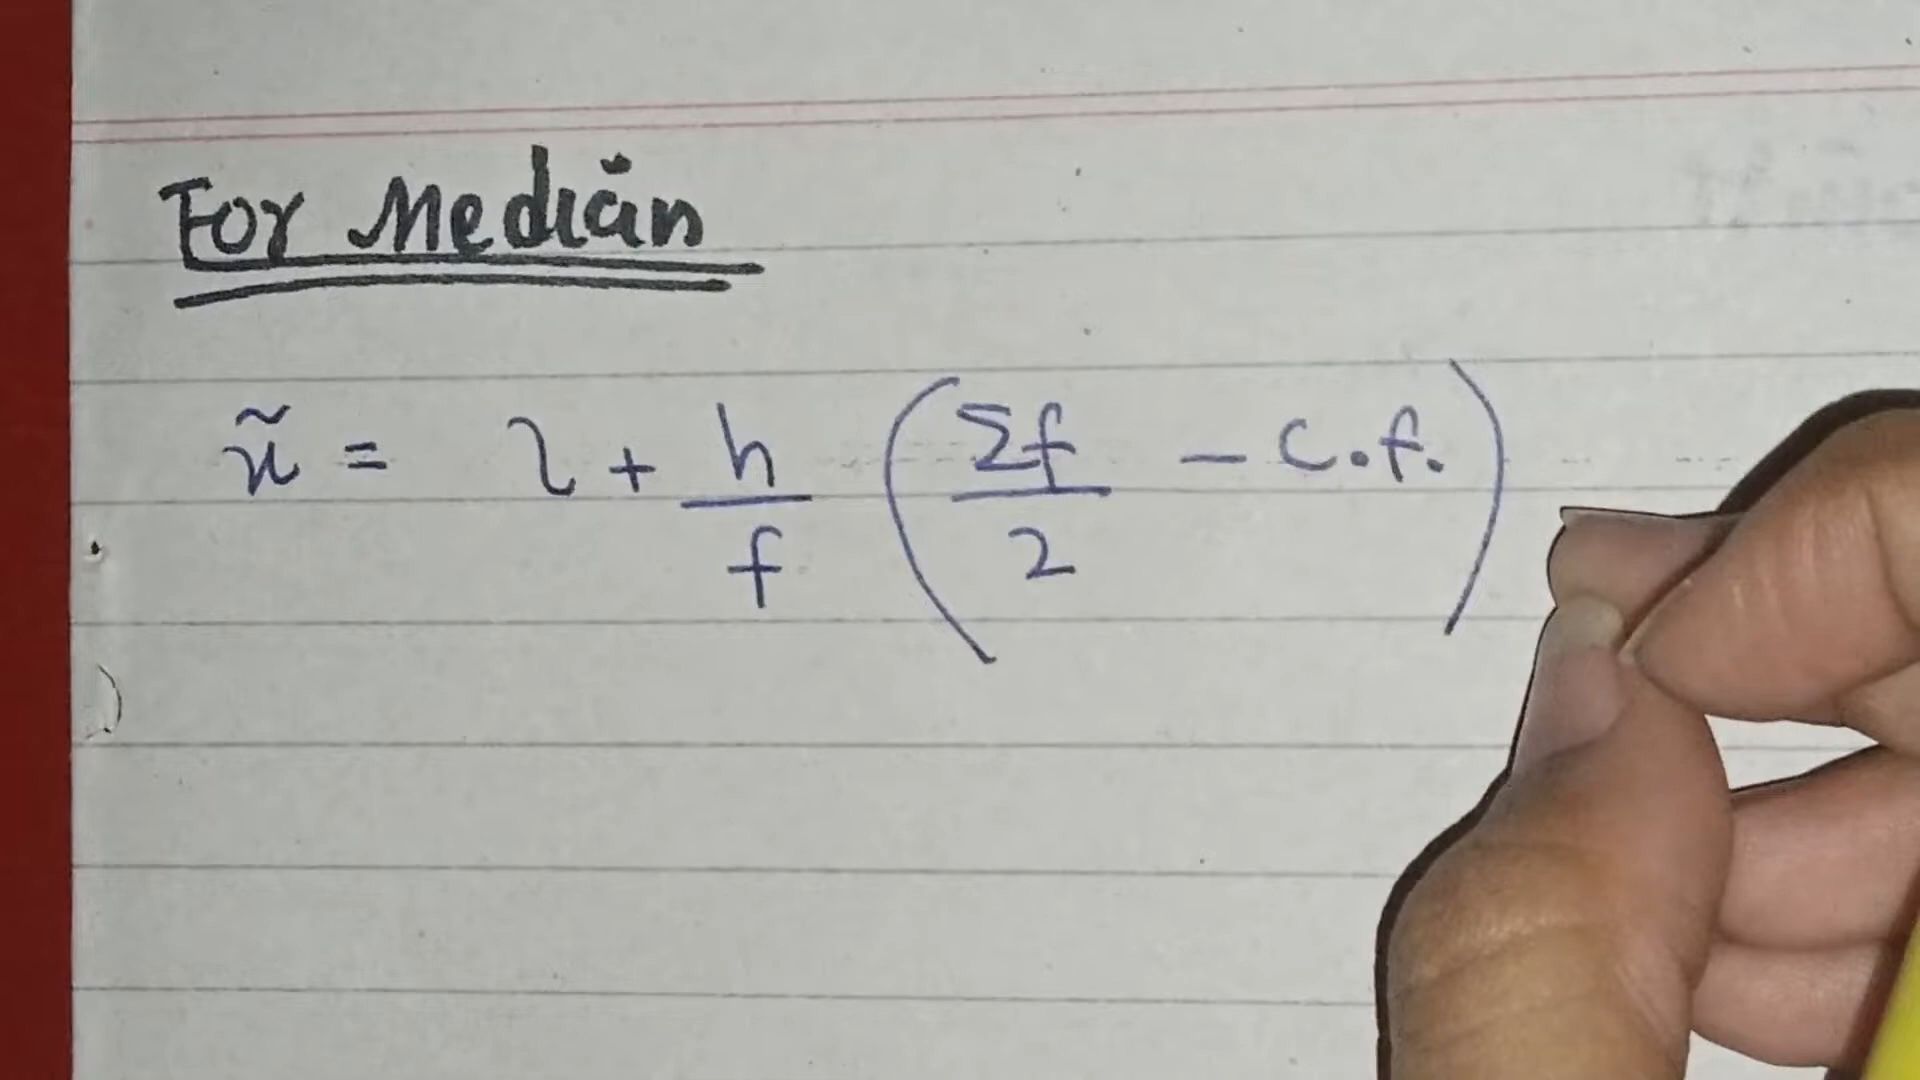 For Median
x̃ = l + h/f (Σf/2 - C.f.)